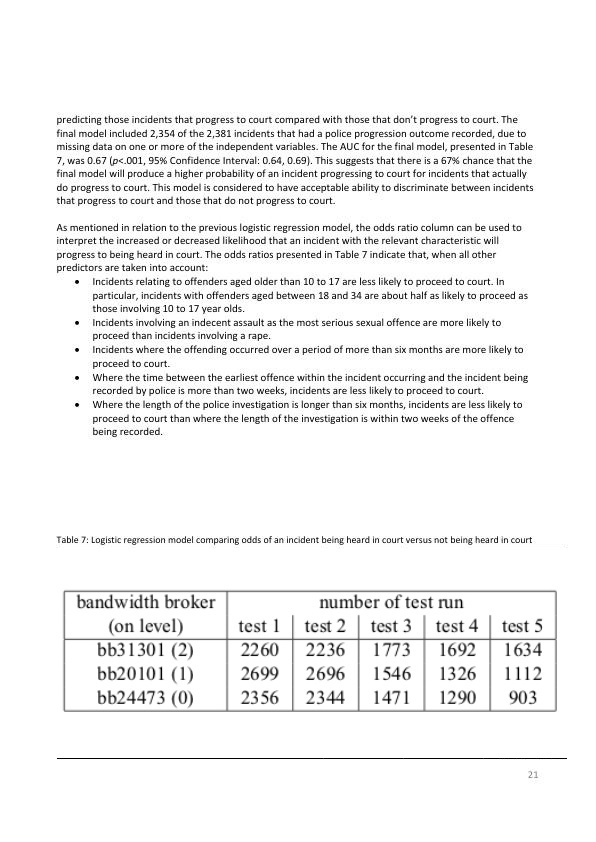 predicting those incidents that progress to court compared with those that don’t progress to court. The
final model included 2,354 of the 2,381 incidents that had a police progression outcome recorded, due to
missing data on one or more of the independent variables. The AUC for the final model, presented in Table
7, was 0.67 (p<.001, 95% Confidence Interval: 0.64, 0.69). This suggests that there is a 67% chance that the
final model will produce a higher probability of an incident progressing to court for incidents that actually
do progress to court. This model is considered to have acceptable ability to discriminate between incidents
that progress to court and those that do not progress to court.
As mentioned in relation to the previous logistic regression model, the odds ratio column can be used to
interpret the increased or decreased likelihood that an incident with the relevant characteristic will
progress to being heard in court. The odds ratios presented in Table 7 indicate that, when all other
predictors are taken into account:
• Incidents relating to offenders aged older than 10 to 17 are less likely to proceed to court. In
particular, incidents with offenders aged between 18 and 34 are about half as likely to proceed as
those involving 10 to 17 year olds.
• Incidents involving an indecent assault as the most serious sexual offence are more likely to
proceed than incidents involving a rape.
• Incidents where the offending occurred over a period of more than six months are more likely to
proceed to court.
• Where the time between the earliest offence within the incident occurring and the incident being
recorded by police is more than two weeks, incidents are less likely to proceed to court.
• Where the length of the police investigation is longer than six months, incidents are less likely to
proceed to court than where the length of the investigation is within two weeks of the offence
being recorded.
Table 7: Logistic regression model comparing odds of an incident being heard in court versus not being heard in court
bandwidth broker number of test run
(on level) test 1 test 2 test 3 test 4 test 5
bb31301 (2) 2260 2236 1773 1692 1634
bb20101 (1) 2699 2696 1546 1326 1112
bb24473 (0) 2356 2344 1471 1290 903
21